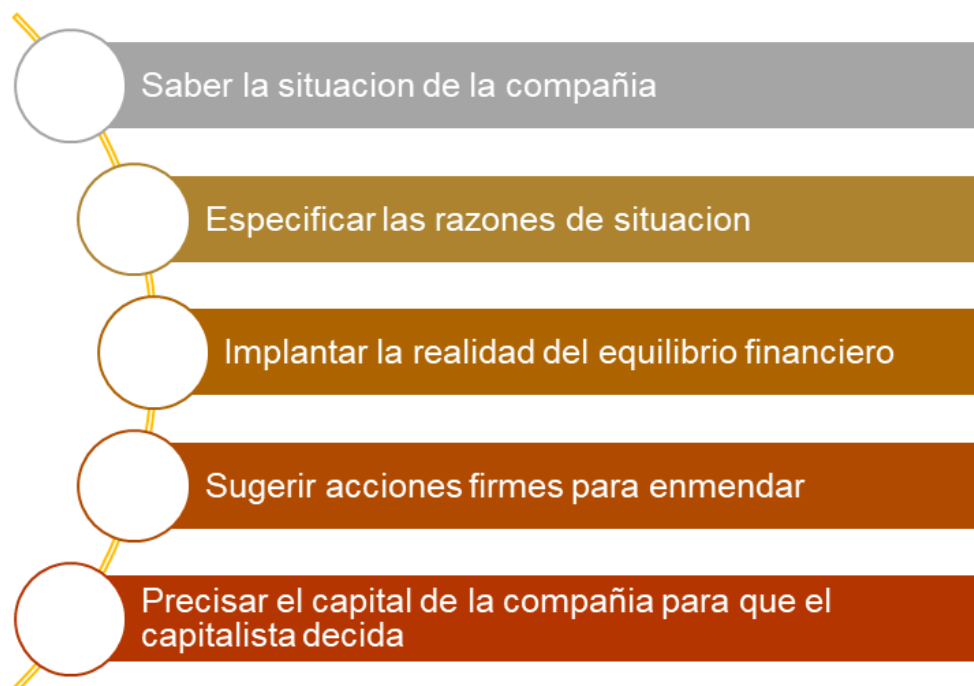 Saber la situacion de la compañia
Especificar las razones de situacion
Implantar la realidad del equilibrio financiero
Sugerir acciones firmes para enmendar
Precisar el capital de la compañia para que el
capitalista decida